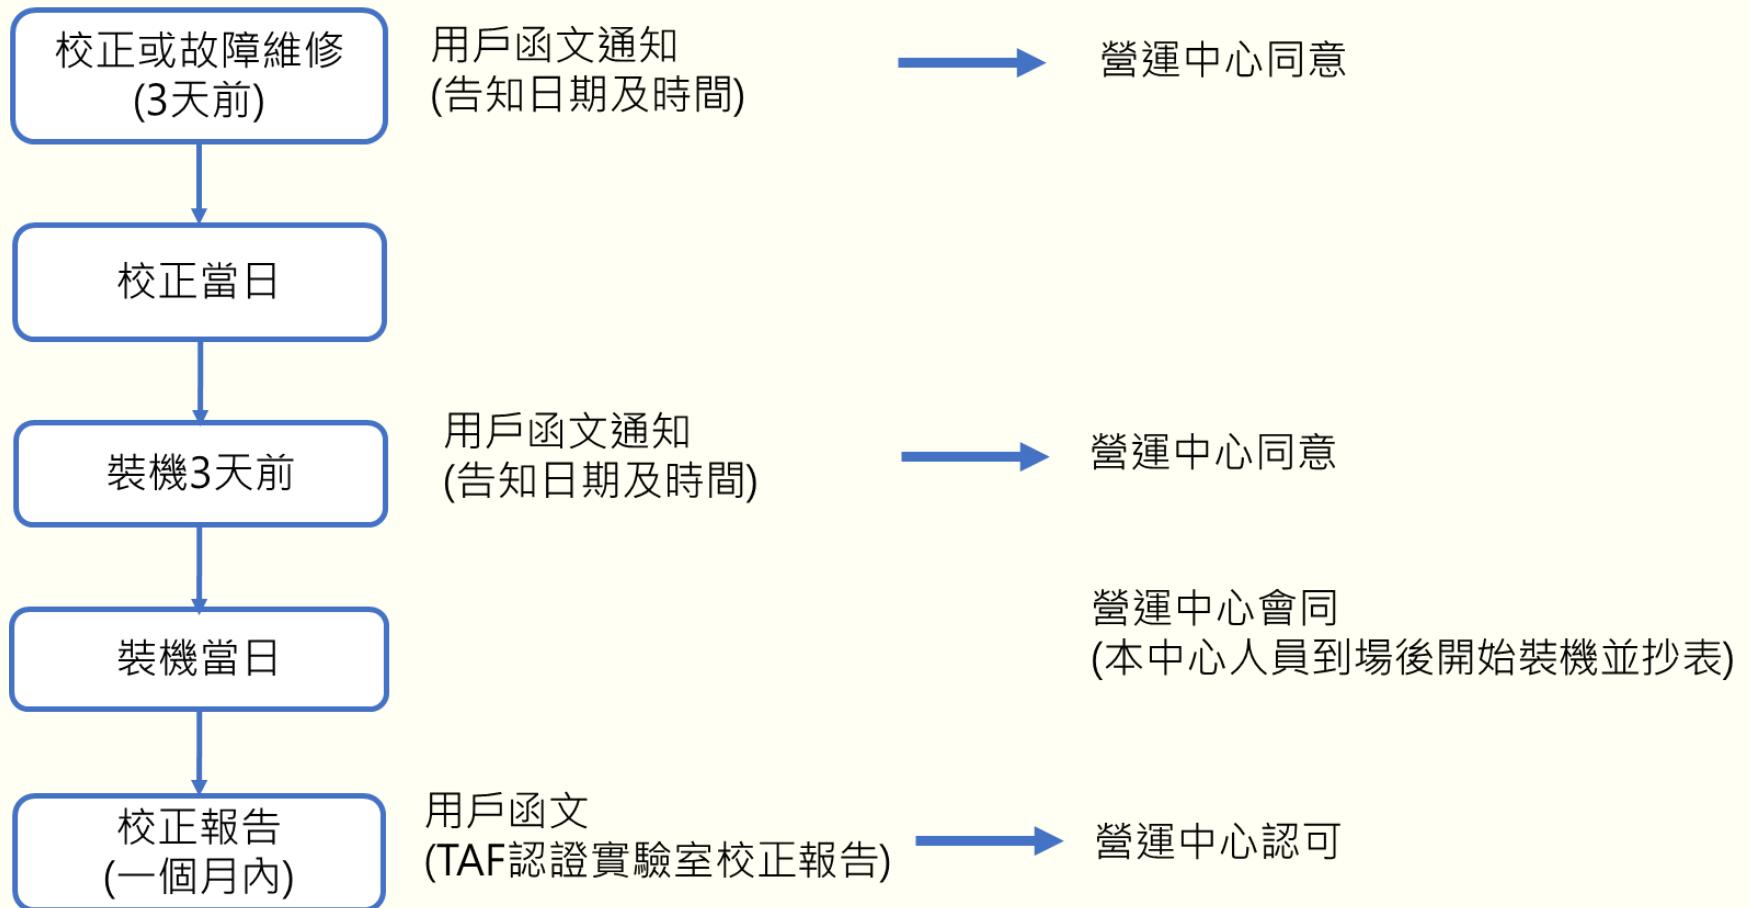 校正或故障維修
(3天前)
用戶函文通知
(告知日期及時間)
營運中心同意
校正當日
裝機3天前
用戶函文通知
(告知日期及時間)
營運中心同意
裝機當日
營運中心會同
(本中心人員到場後開始裝機並抄表)
校正報告
(一個月內)
用戶函文
(TAF認證實驗室校正報告)
營運中心認可